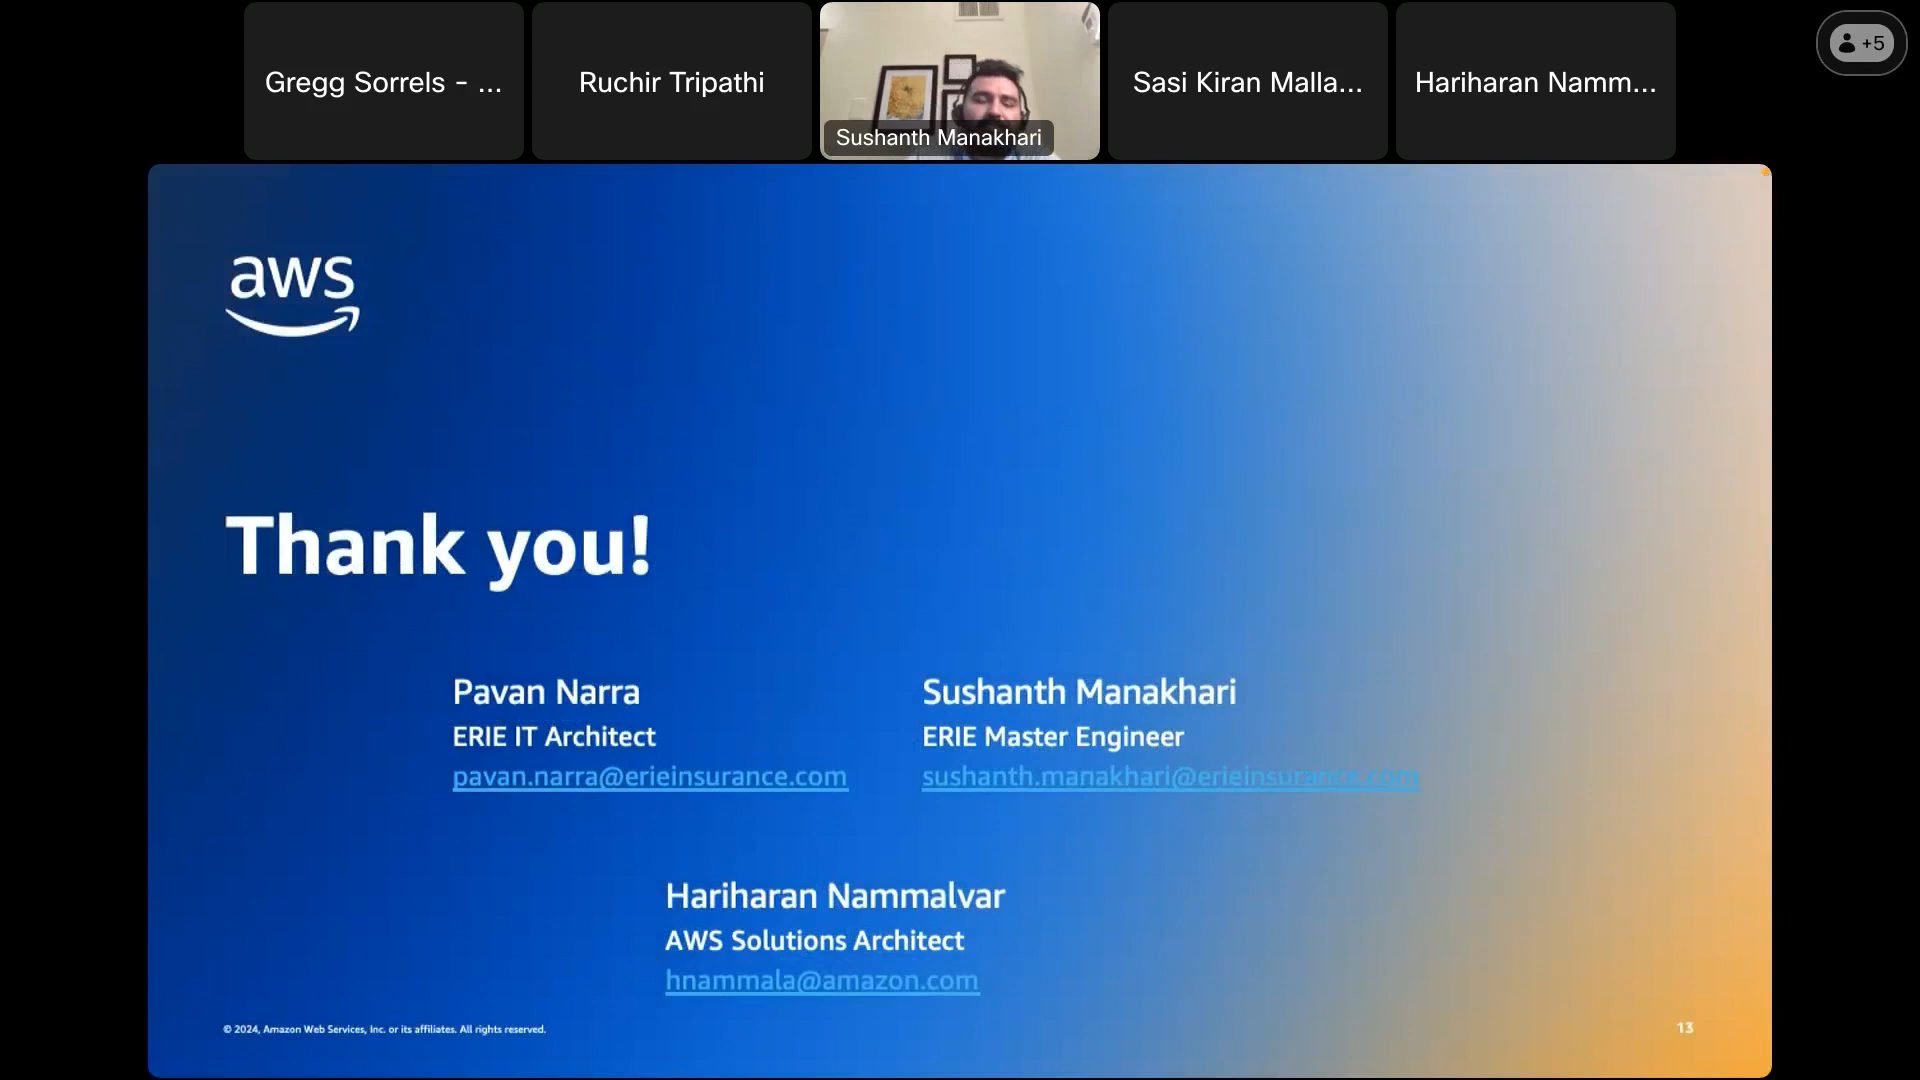 Gregg Sorrels - ...
Ruchir Tripathi
Sushanth Manakhari
Sasi Kiran Malla...
Hariharan Namm...
+5
aws
Thank you!
Pavan Narra
ERIE IT Architect
pavan.narra@erieinsurance.com
Sushanth Manakhari
ERIE Master Engineer
sushanth.manakhari@erieinsurance.com
Hariharan Nammalvar
AWS Solutions Architect
hnammala@amazon.com
© 2024, Amazon Web Services, Inc. or its affiliates. All rights reserved.
13